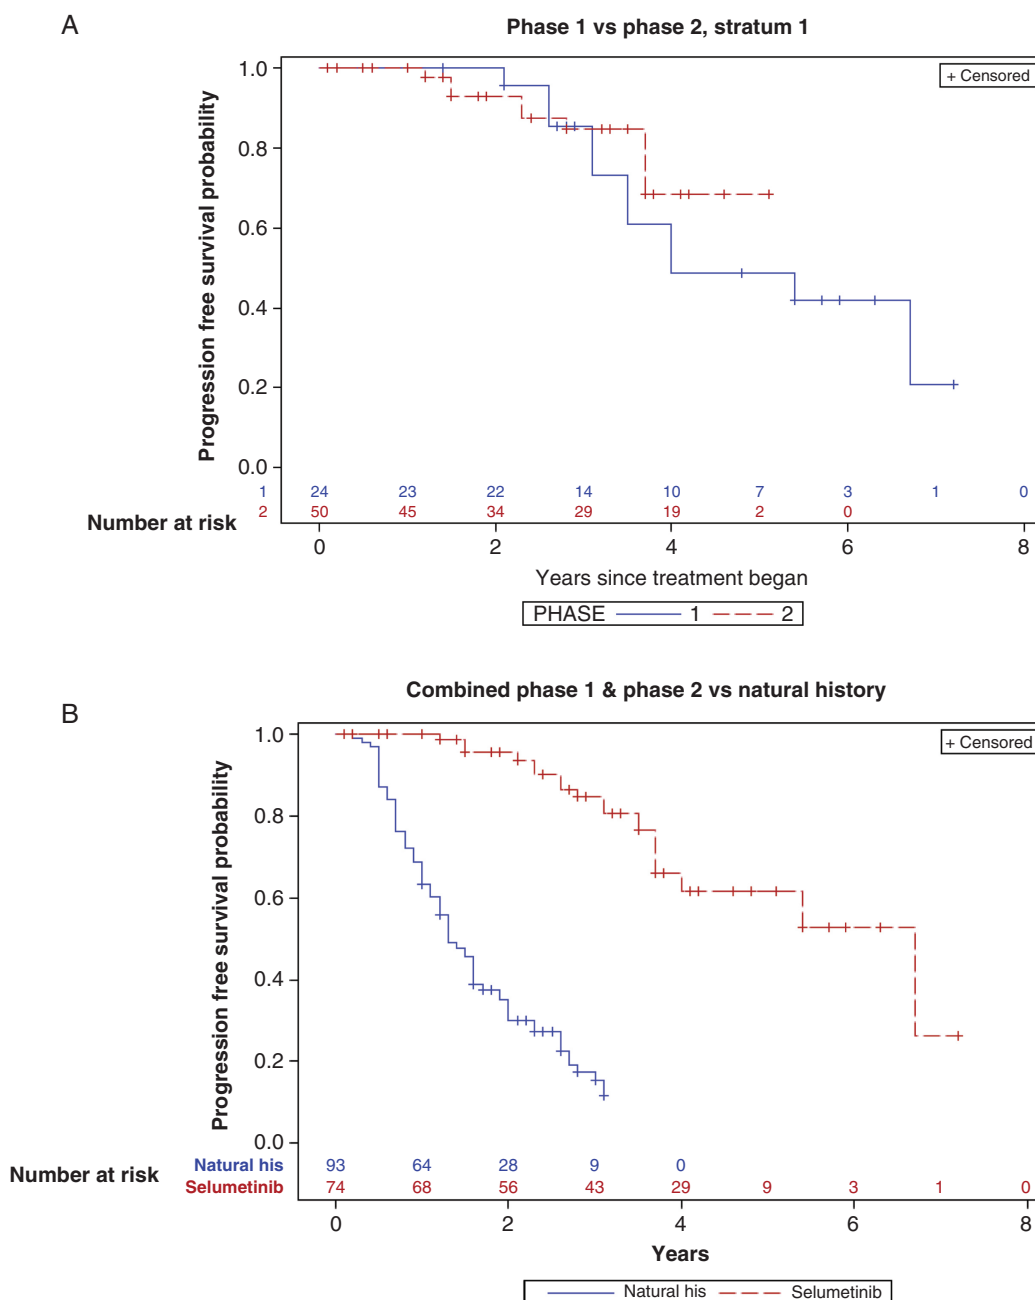 A
Phase 1 vs phase 2, stratum 1
+ Censored
Progression free survival probability
1.0
0.8
0.6
0.4
0.2
0.0
1 24 23 22 14 10 7 3 1 0
Number at risk
2 50 45 34 29 19 2 0
0 2 4 6 8
Years since treatment began
PHASE 1 2
Combined phase 1 & phase 2 vs natural history
B
+ Censored
Progression free survival probability
1.0
0.8
0.6
0.4
0.2
0.0
Number at risk
Natural his 93 64 28 9 0
Selumetinib 74 68 56 43 29 9 3 1 0
0 2 4 6 8
Years
Natural his Selumetinib